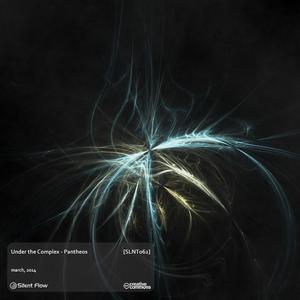 Under the Complex - Pantheos [SLNT062]
march, 2014
Silent Flow creative commons